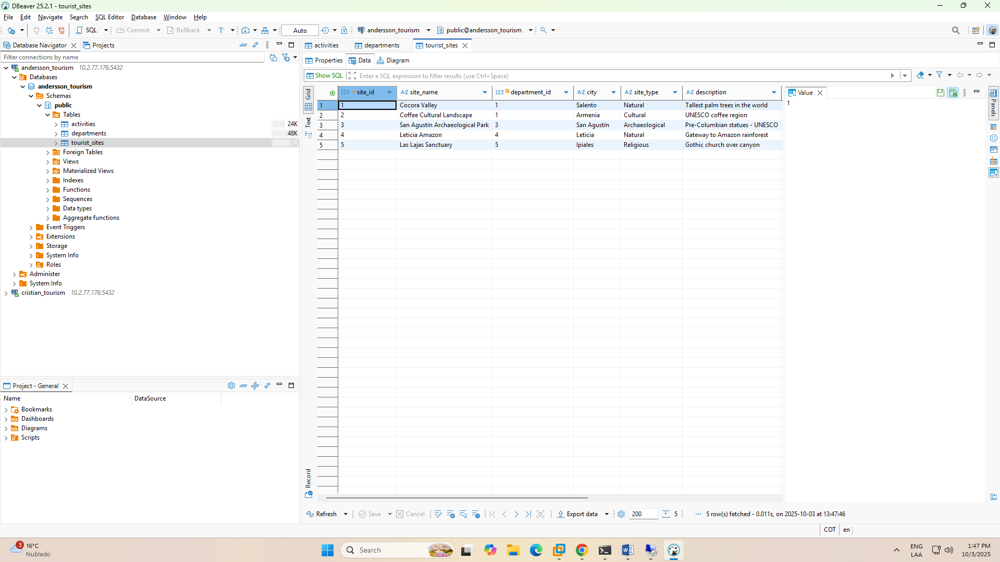 DBeaver 25.2.1 - tourist_sites
File Edit Navigate Search SQL Editor Database Window Help
SQL Commit Rollback Auto andersson_tourism public@andersson_tourism
Database Navigator Projects
Filter connections by name
andersson_tourism 10.2.77.176:5432
Databases
andersson_tourism
Schemas
public
Tables
activities 24K
departments 48K
tourist_sites 32K
Foreign Tables
Views
Materialized Views
Indexes
Functions
Sequences
Data types
Aggregate functions
Event Triggers
Extensions
Storage
System Info
Roles
Administer
System Info
cristian_tourism 10.2.77.176:5432
Project - General
Name DataSource
Bookmarks
Dashboards
Diagrams
Scripts
activities departments tourist_sites
Properties Data Diagram
Show SQL Enter a SQL expression to filter results (use Ctrl+Space)
Grid
Text
Record
123 site_id A-Z site_name 123 department_id A-Z city A-Z site_type A-Z description
1 1 Cocora Valley 1 Salento Natural Tallest palm trees in the world
2 2 Coffee Cultural Landscape 1 Armenia Cultural UNESCO coffee region
3 3 San Agustín Archaeological Park 3 San Agustín Archaeological Pre-Columbian statues - UNESCO
4 4 Leticia Amazon 4 Leticia Natural Gateway to Amazon rainforest
5 5 Las Lajas Sanctuary 5 Ipiales Religious Gothic church over canyon
Value
1
Panels
Refresh Save Cancel Export data 200 5 ... 5 row(s) fetched - 0.011s, on 2025-10-03 at 13:47:46
COT en
3
16°C
Nublado
Search
ENG
LAA
1:47 PM
10/3/2025